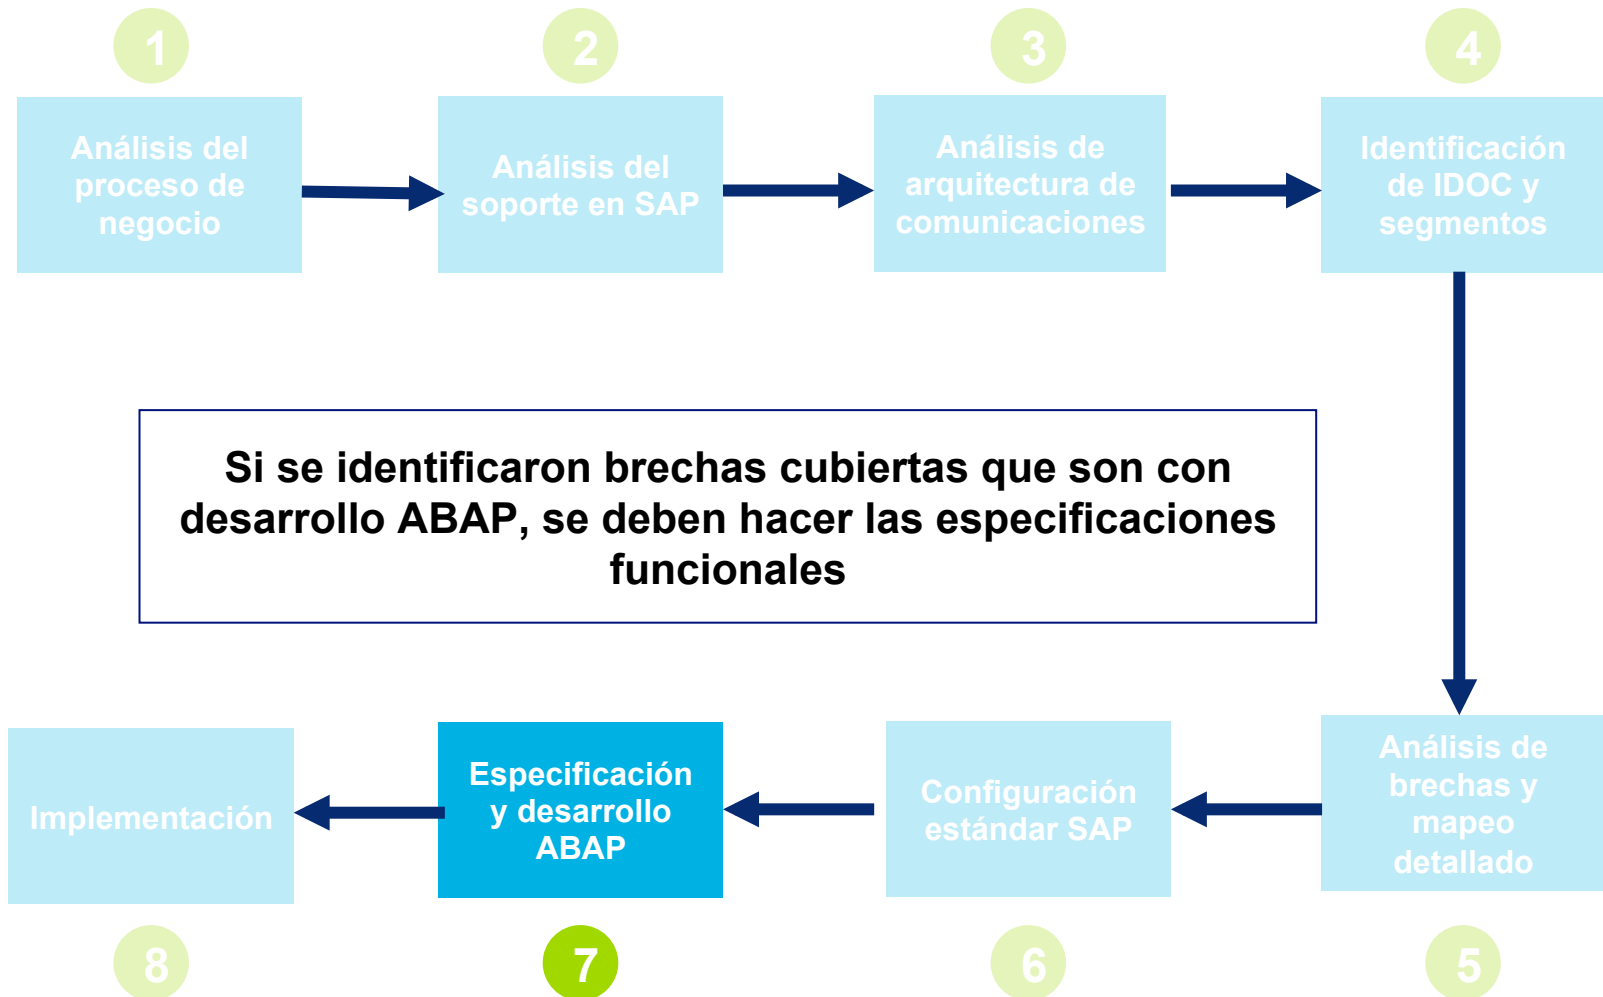 1
2
3
4
Análisis del
proceso de
negocio
Análisis del
soporte en SAP
Análisis de
arquitectura de
comunicaciones
Identificación
de IDOC y
segmentos
Si se identificaron brechas cubiertas que son con
desarrollo ABAP, se deben hacer las especificaciones
funcionales
Implementación
Especificación
y desarrollo
ABAP
Configuración
estándar SAP
Análisis de
brechas y
mapeo
detallado
8
7
6
5